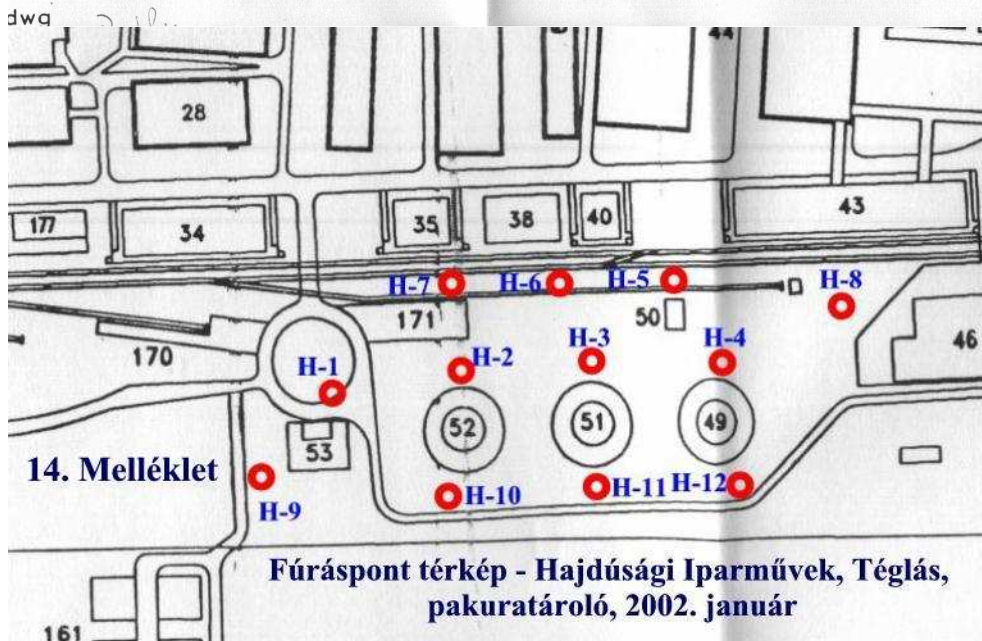 dwg
44
28
177
34
35
38
40
43
H-7
H-6
H-5
H-8
170
171
50
46
H-1
H-2
H-3
H-4
52
51
49
53
14. Melléklet
H-9
H-10
H-11
H-12
Fúráspont térkép - Hajdúsági Iparművek, Téglás,
pakuratároló, 2002. január
161